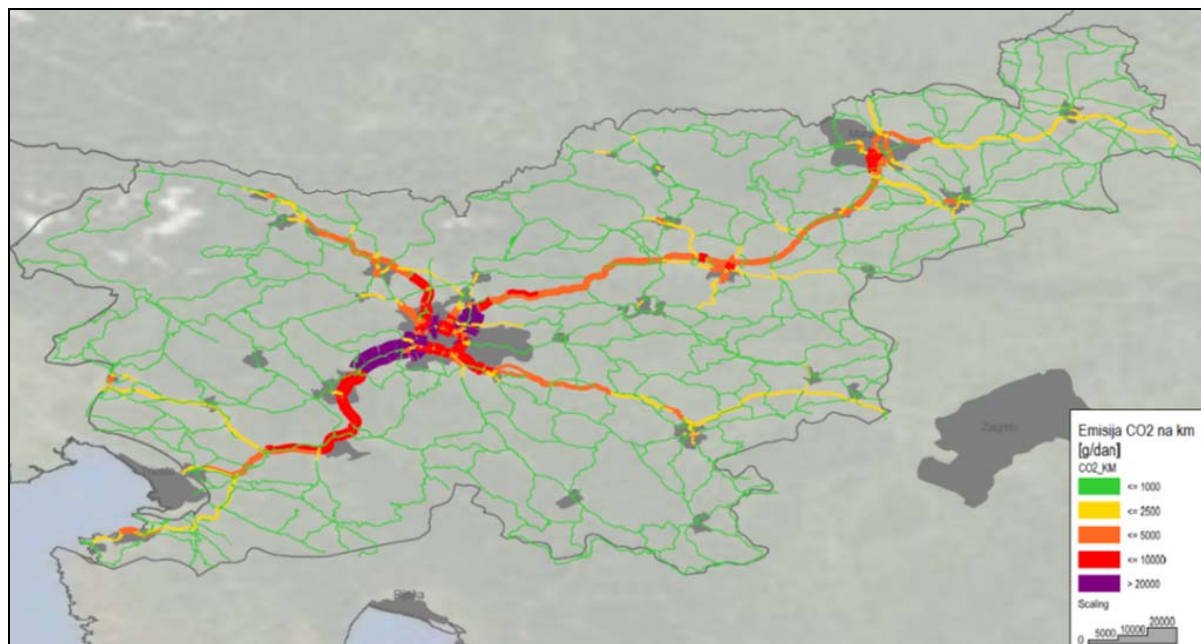 Zagreb
Emisija CO2 na km
[g/dan]
CO2_KM
<= 1000
<= 2500
<= 5000
<= 10000
> 20000
Scaling
0 5000 10000 20000